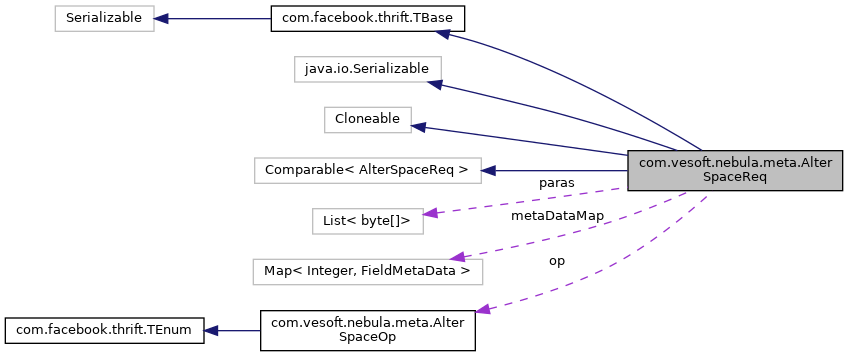 Serializable
com.facebook.thrift.TBase
java.io.Serializable
Cloneable
com.vesoft.nebula.meta.Alter
SpaceReq
Comparable< AlterSpaceReq >
paras
List< byte[]>
metaDataMap
op
Map< Integer, FieldMetaData >
com.facebook.thrift.TEnum
com.vesoft.nebula.meta.Alter
SpaceOp